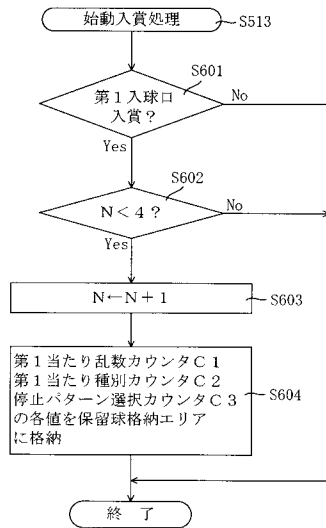 始動入賞処理
S513
S601
第１入球口
入賞？
No
Yes
S602
Ｎ＜４？
No
Yes
Ｎ←Ｎ＋１
S603
第１当たり乱数カウンタＣ１
第１当たり種別カウンタＣ２
停止パターン選択カウンタＣ３
の各値を保留球格納エリア
に格納
S604
終 了